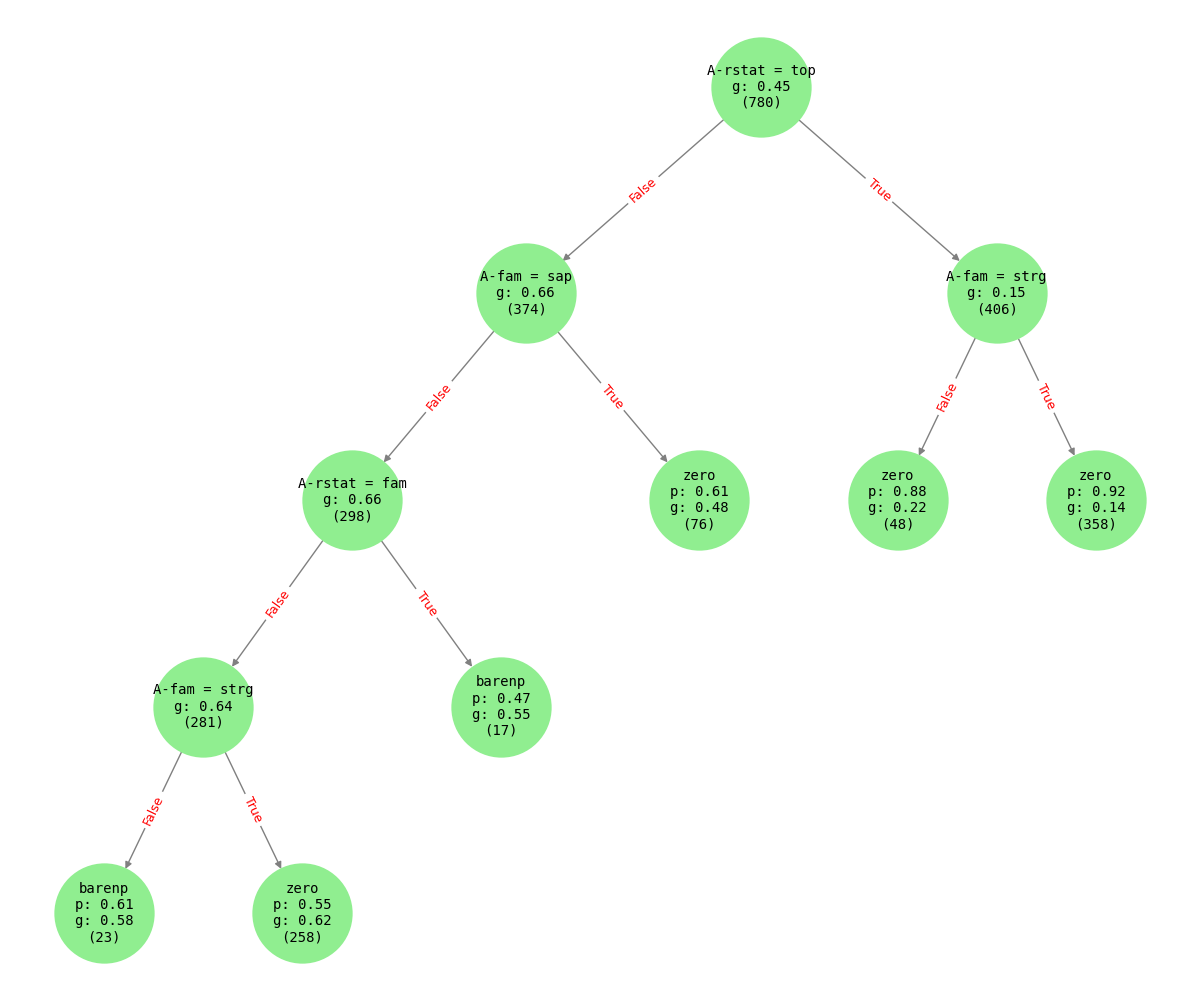 A-rstat = top
g: 0.45
(780)
False
True
A-fam = sap
g: 0.66
(374)
A-fam = strg
g: 0.15
(406)
False
True
False
True
A-rstat = fam
g: 0.66
(298)
zero
p: 0.61
g: 0.48
(76)
zero
p: 0.88
g: 0.22
(48)
zero
p: 0.92
g: 0.14
(358)
False
True
A-fam = strg
g: 0.64
(281)
barenp
p: 0.47
g: 0.55
(17)
False
True
barenp
p: 0.61
g: 0.58
(23)
zero
p: 0.55
g: 0.62
(258)